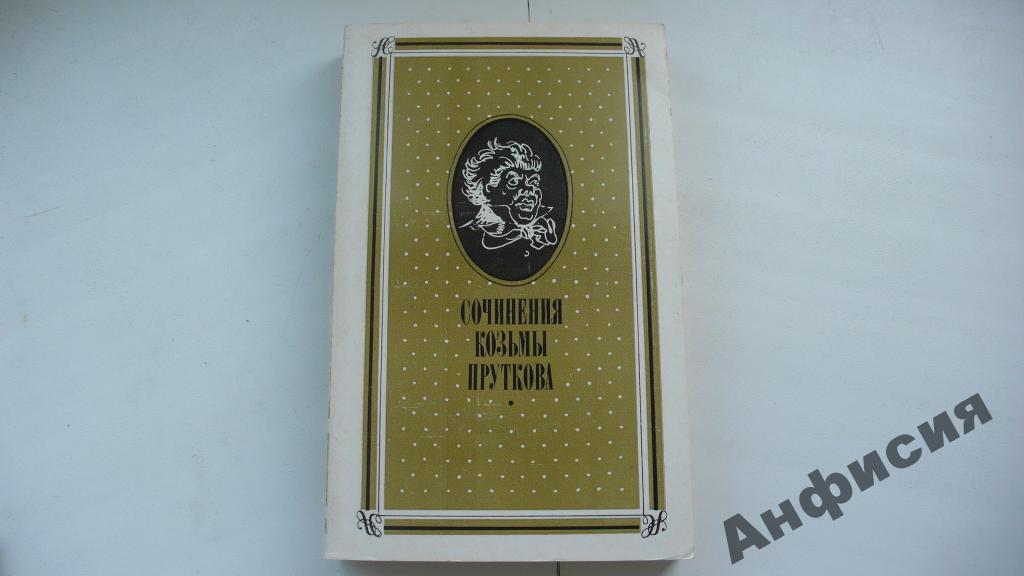 СОЧИНЕНИЯ
КОЗЬМЫ
ПРУТКОВА
Анфисия